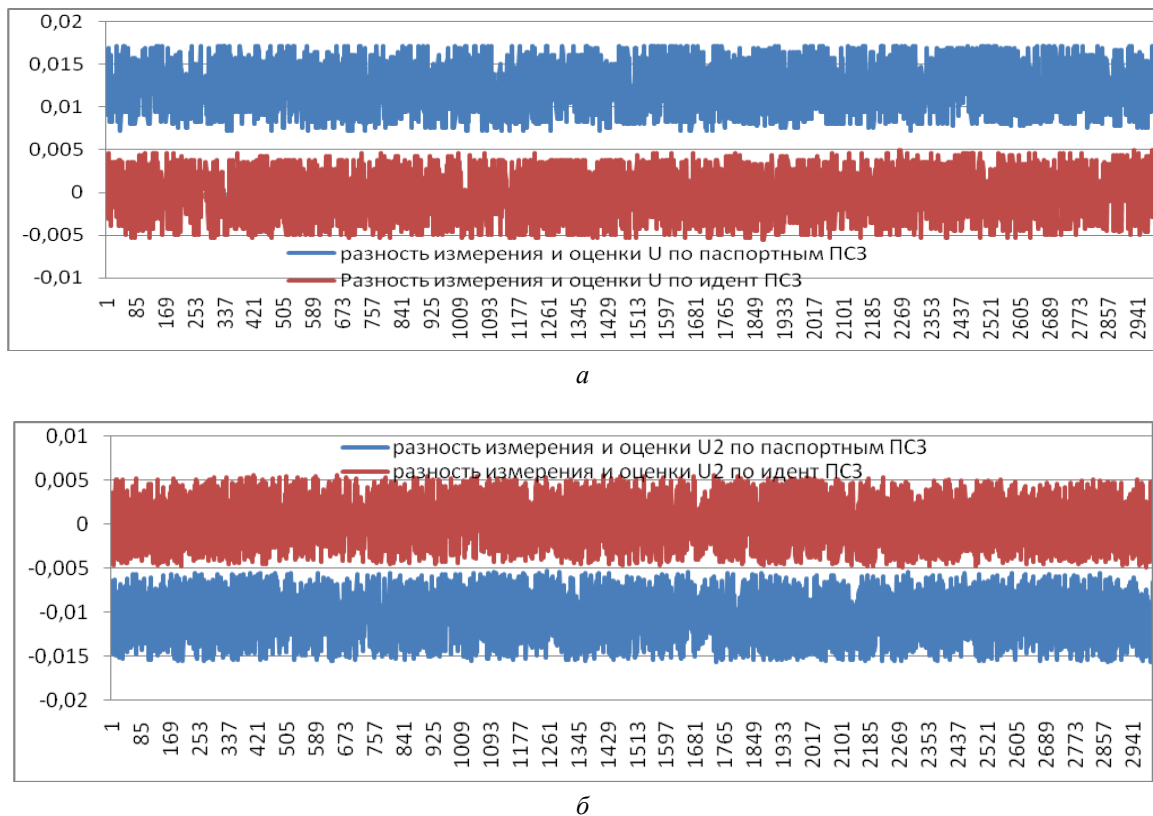 0,02
0,015
0,01
0,005
0
-0,005
-0,01
разность измерения и оценки U по паспортным ПСЗ
Разность измерения и оценки U по идент ПСЗ
1 85 169 253 337 421 505 589 673 757 841 925 1009 1093 1177 1261 1345 1429 1513 1597 1681 1765 1849 1933 2017 2101 2185 2269 2353 2437 2521 2605 2689 2773 2857 2941
а
0,01
0,005
0
-0,005
-0,01
-0,015
-0,02
разность измерения и оценки U2 по паспортным ПСЗ
разность измерения и оценки U2 по идент ПСЗ
1 85 169 253 337 421 505 589 673 757 841 925 1009 1093 1177 1261 1345 1429 1513 1597 1681 1765 1849 1933 2017 2101 2185 2269 2353 2437 2521 2605 2689 2773 2857 2941
б